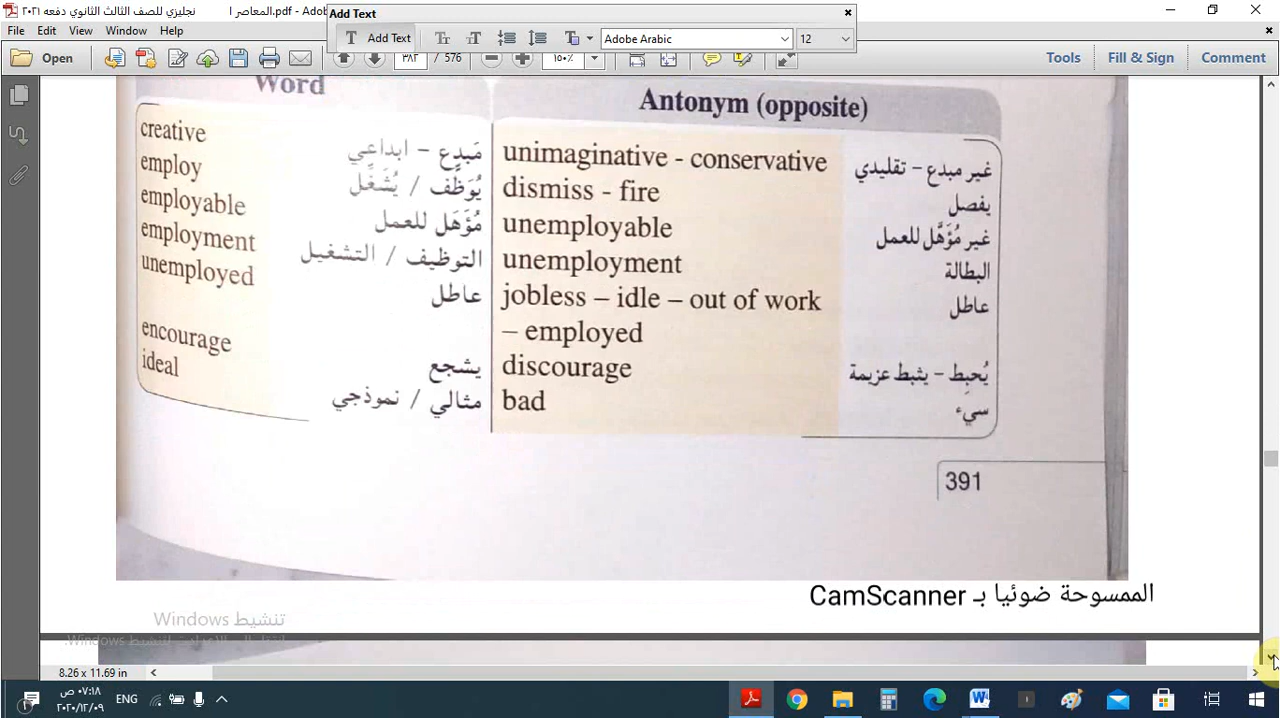 نجليزي للصف الثالث الثانوي دفعه ٢٠٢١ المعاصر ا.pdf - Adob
Add Text
File Edit View Window Help
Add Text
Adobe Arabic
12
Open
٣٨٣ / 576
١٥٠٪
Tools
Fill & Sign
Comment
Word
Antonym (opposite)
creative مَبدِع – ابداعي unimaginative - conservative غير مبدع – تقليدي
employ يُوَظَّف / يُشَغَّل dismiss - fire يفصل
employable مُؤَهَل للعمل unemployable غير مُؤَهَّل للعمل
employment التوظيف / التشغيل unemployment البطالة
unemployed عاطل jobless – idle – out of work عاطل
– employed
encourage يشجع discourage يُحبِط – يثبط عزيمة
ideal مثالي / نموذجي bad سيء
391
الممسوحة ضوئيا بـ CamScanner
تنشيط Windows
8.26 x 11.69 in
٠٧:١٨ ص
ENG
٢٠٢٠/١٢/٠٩